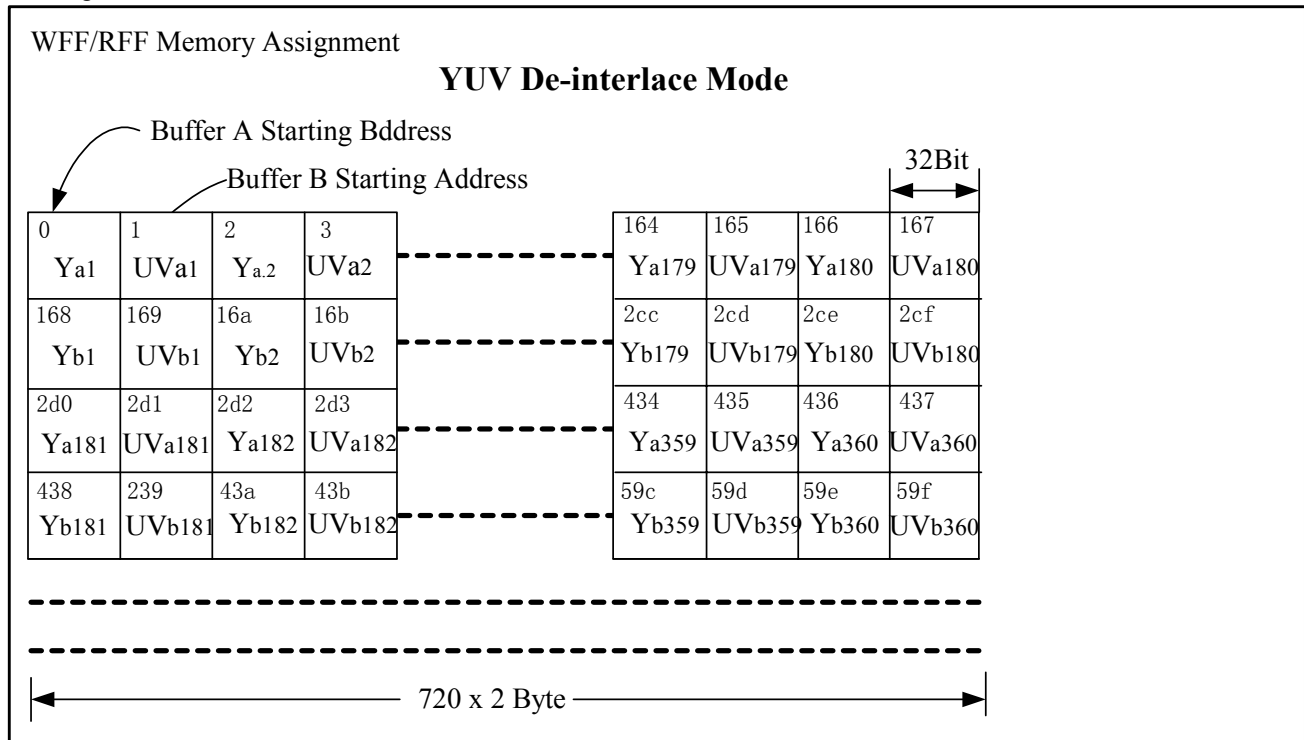 WFF/RFF Memory Assignment
YUV De-interlace Mode
Buffer A Starting Bddress
Buffer B Starting Address
32Bit
0 1 2 3 164 165 166 167
Ya1 UVa1 Ya.2 UVa2 Ya179 UVa179 Ya180 UVa180
168 169 16a 16b 2cc 2cd 2ce 2cf
Yb1 UVb1 Yb2 UVb2 Yb179 UVb179 Yb180 UVb180
2d0 2d1 2d2 2d3 434 435 436 437
Ya181 UVa181 Ya182 UVa182 Ya359 UVa359 Ya360 UVa360
438 239 43a 43b 59c 59d 59e 59f
Yb181 UVb181 Yb182 UVb182 Yb359 UVb359 Yb360 UVb360
720 x 2 Byte